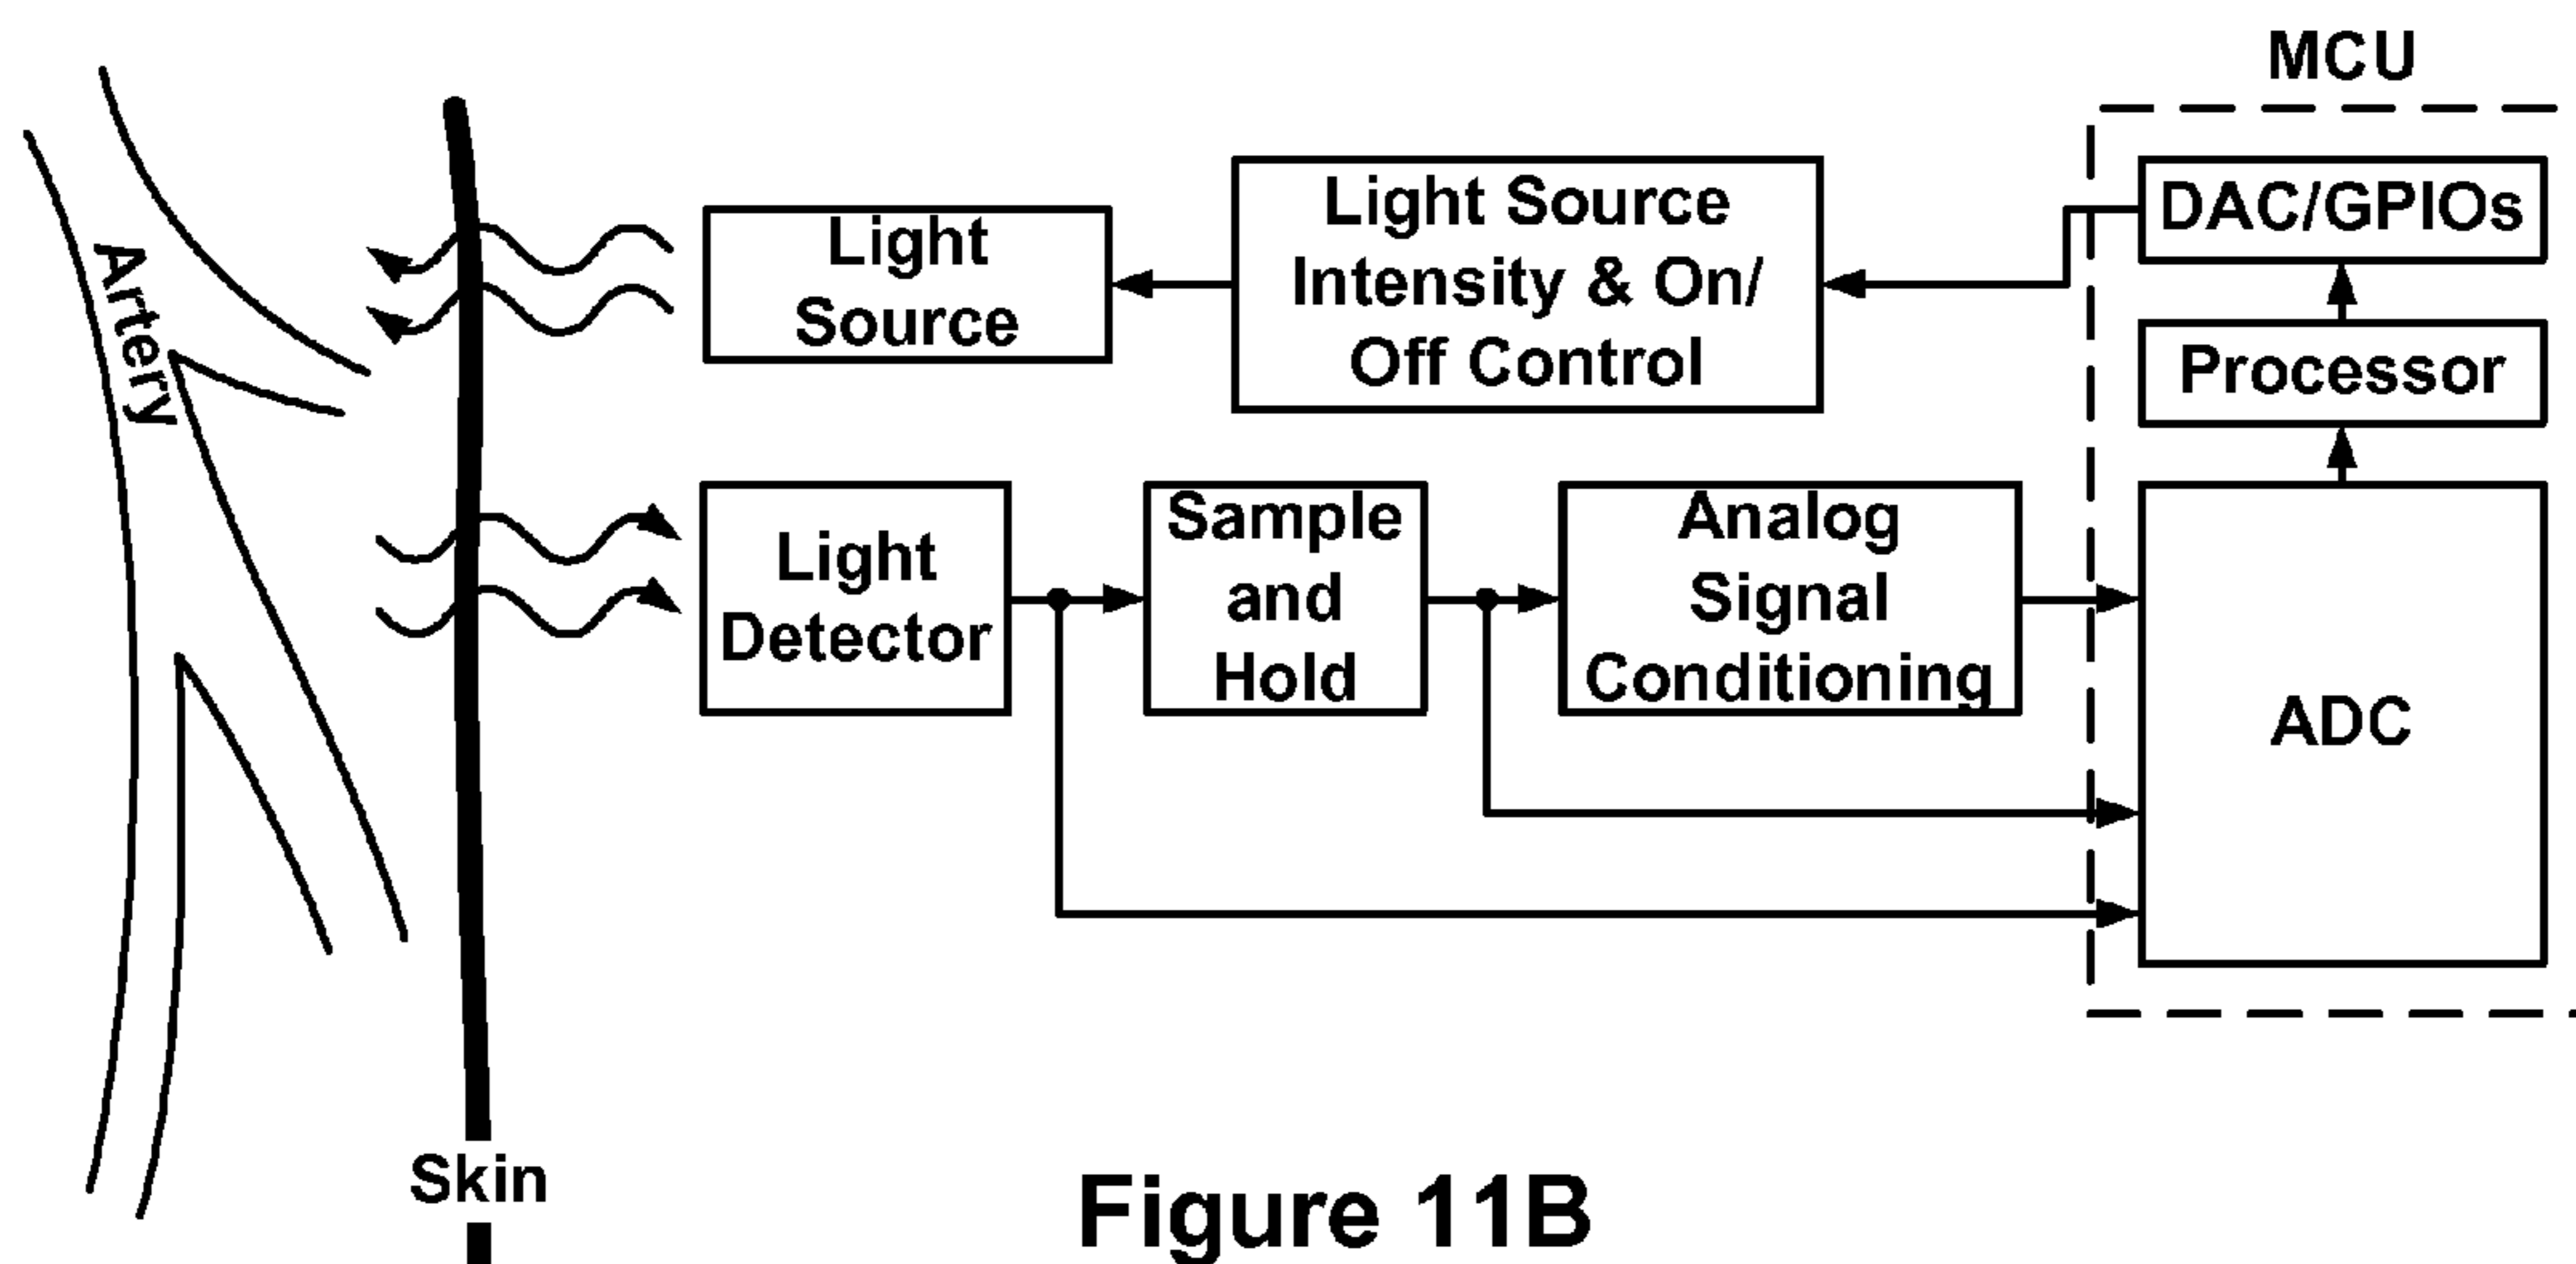 MCU
Artery
Light
Source
Light Source
Intensity & On/
Off Control
DAC/GPIOs
Processor
Light
Detector
Sample
and
Hold
Analog
Signal
Conditioning
ADC
Skin
Figure 11B